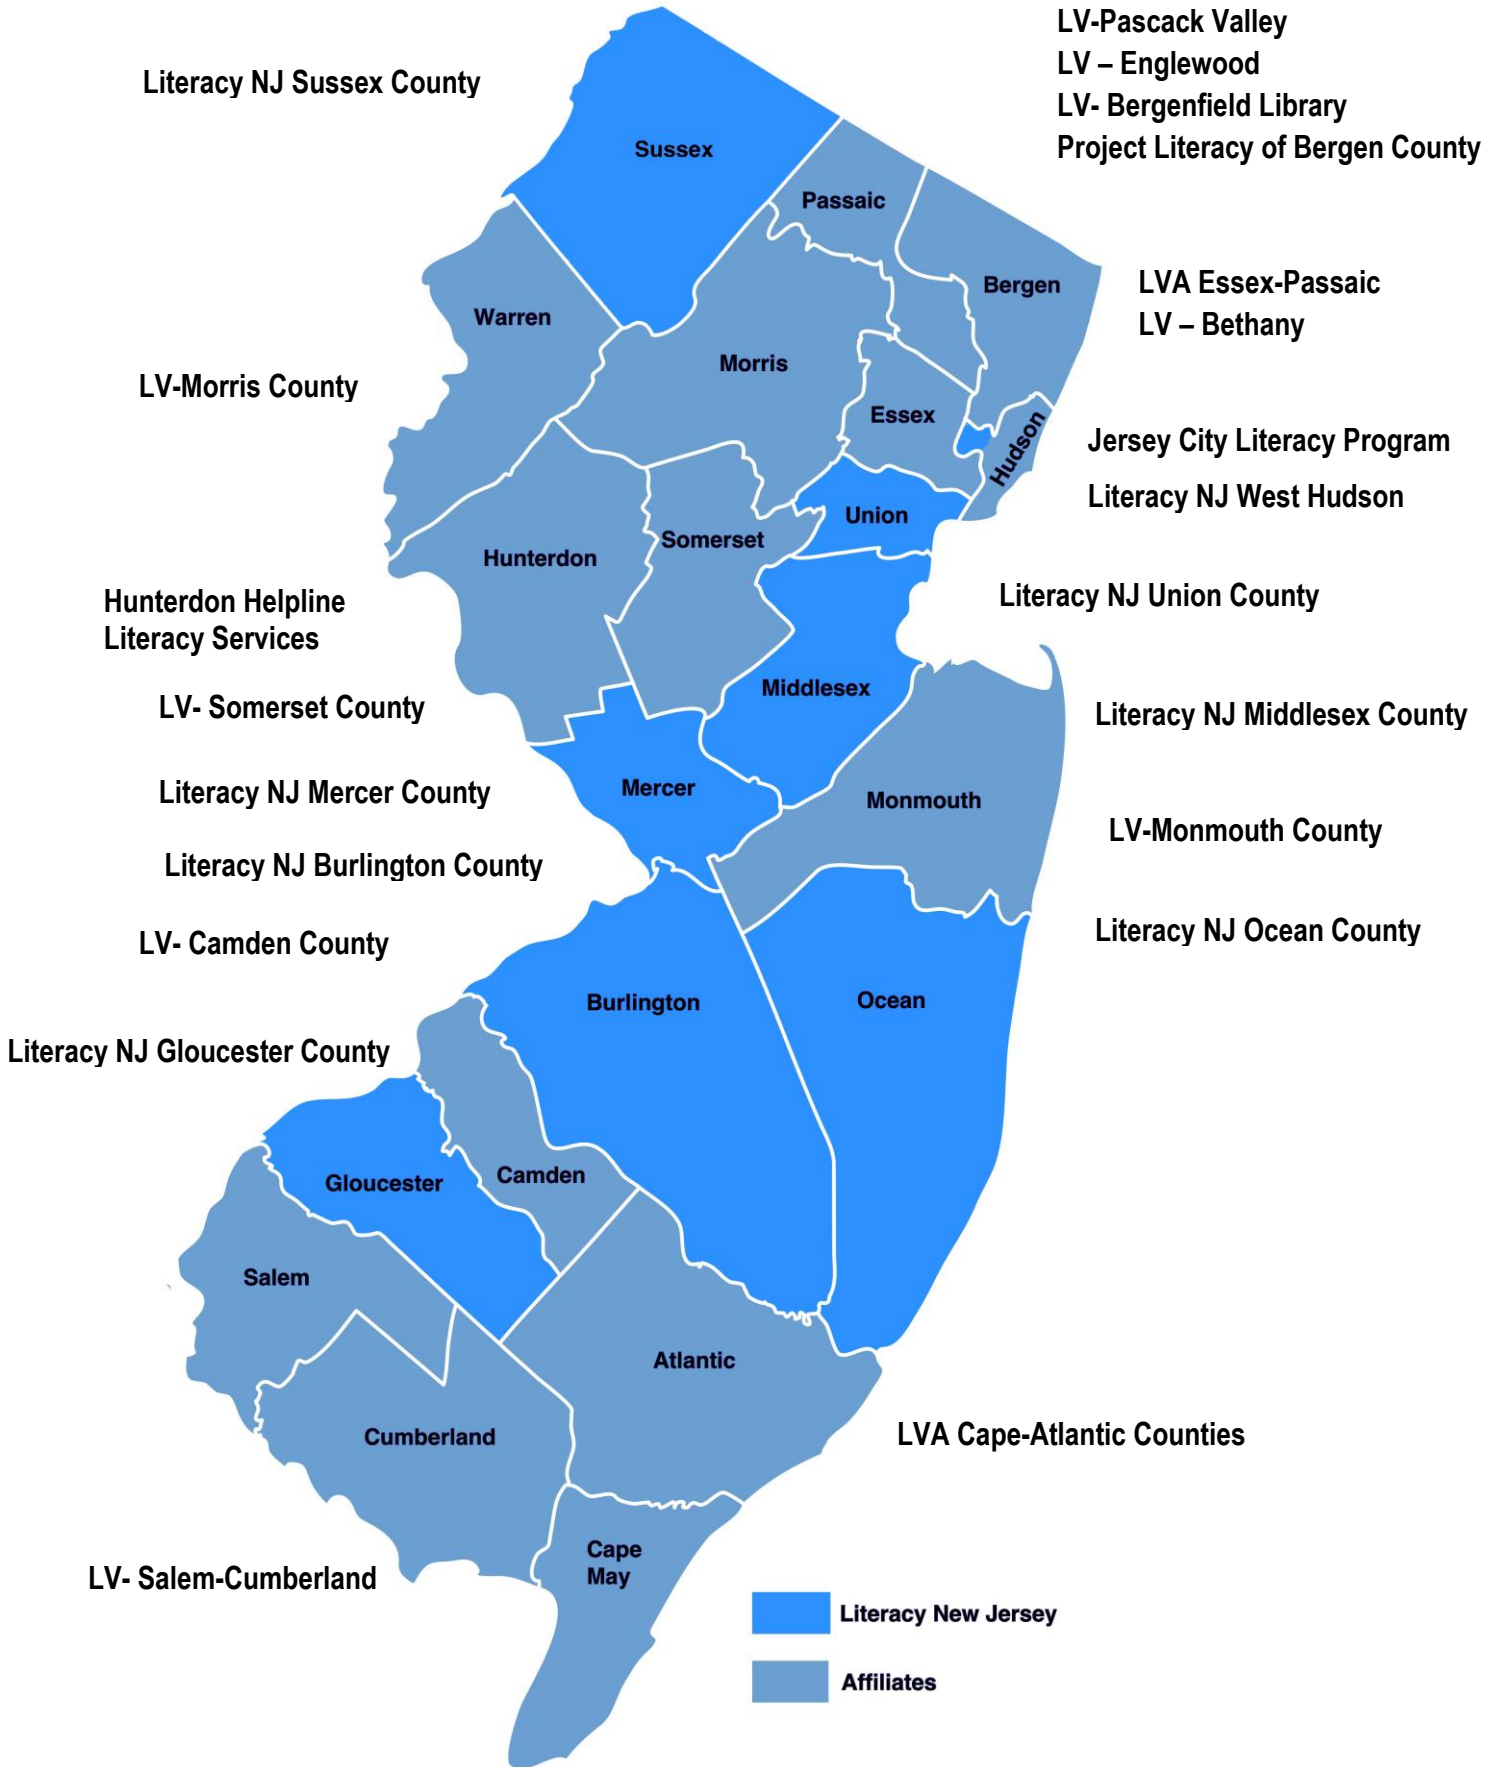 LV-Pascack Valley
LV – Englewood
LV- Bergenfield Library
Project Literacy of Bergen County
Literacy NJ Sussex County
Sussex
Passaic
Bergen
LVA Essex-Passaic
LV – Bethany
Warren
Morris
LV-Morris County
Essex
Hudson
Jersey City Literacy Program
Literacy NJ West Hudson
Union
Somerset
Hunterdon
Hunterdon Helpline
Literacy Services
Literacy NJ Union County
Middlesex
LV- Somerset County
Literacy NJ Middlesex County
Mercer
Literacy NJ Mercer County
Monmouth
LV-Monmouth County
Literacy NJ Burlington County
LV- Camden County
Literacy NJ Ocean County
Burlington
Ocean
Literacy NJ Gloucester County
Camden
Gloucester
Salem
Atlantic
Cumberland
LVA Cape-Atlantic Counties
Cape
May
LV- Salem-Cumberland
Literacy New Jersey
Affiliates